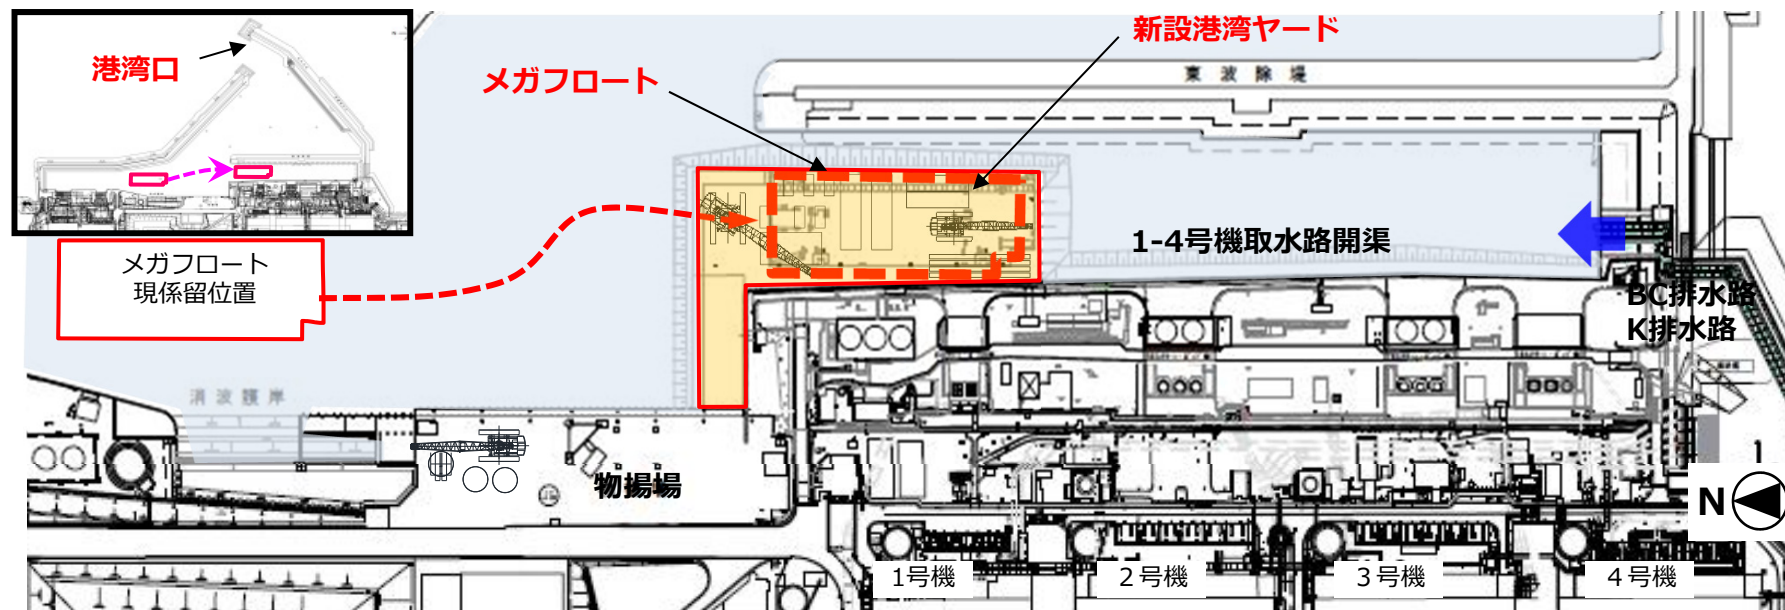 港湾口
新設港湾ヤード
メガフロート
東波除堤
1-4号機取水路開渠
メガフロート
現係留位置
BC排水路
K排水路
消波護岸
物揚場
N
1号機
2号機
3号機
4号機